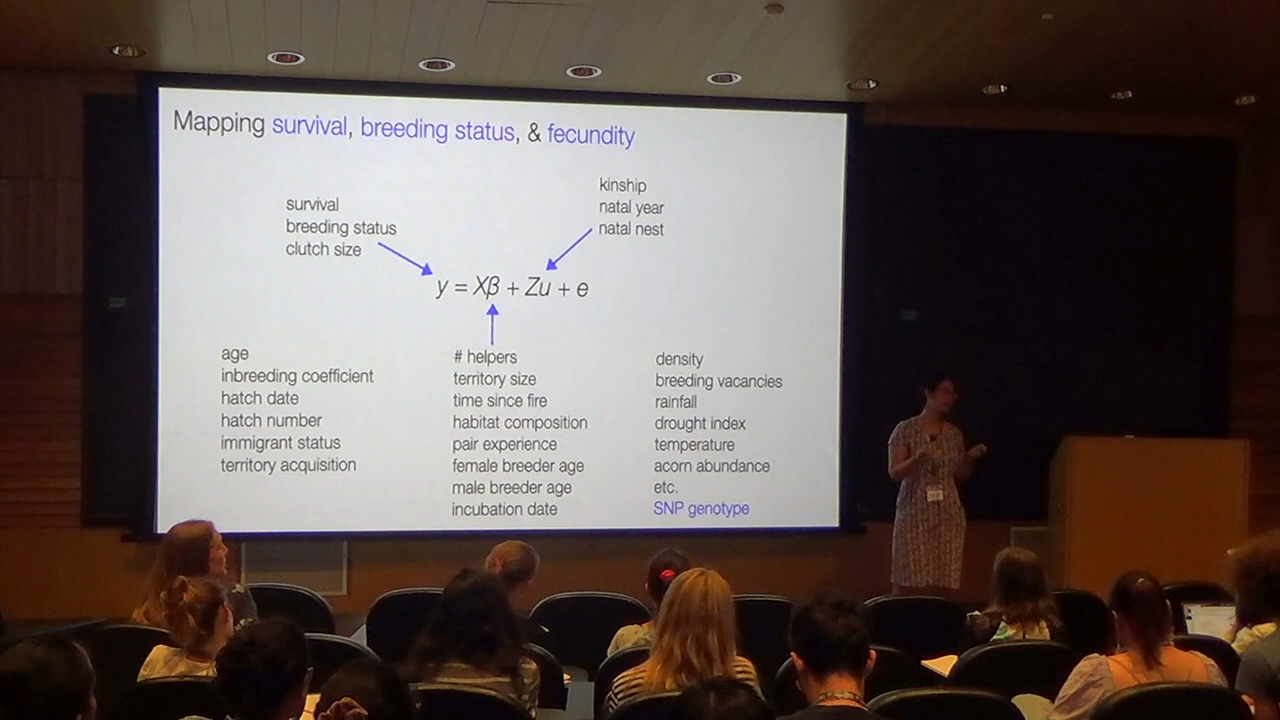 Mapping survival, breeding status, & fecundity
survival
breeding status
clutch size
kinship
natal year
natal nest
y = Xβ + Zu + e
age
inbreeding coefficient
hatch date
hatch number
immigrant status
territory acquisition
# helpers
territory size
time since fire
habitat composition
pair experience
female breeder age
male breeder age
incubation date
density
breeding vacancies
rainfall
drought index
temperature
acorn abundance
etc.
SNP genotype